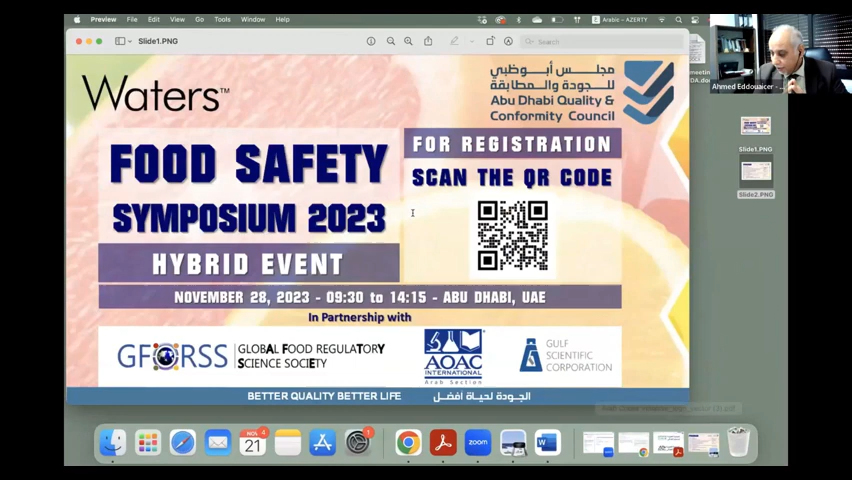 Preview File Edit View Go Tools Window Help
Arabic – AZERTY
Slide1.PNG
Search
Ahmed Eddouaicer -
Waters™
مجلس أبوظبي
للجودة والمطابقة
Abu Dhabi Quality &
Conformity Council
FOOD SAFETY
SYMPOSIUM 2023
HYBRID EVENT
FOR REGISTRATION
SCAN THE QR CODE
NOVEMBER 28, 2023 - 09:30 to 14:15 - ABU DHABI, UAE
In Partnership with
GFORSS
GLOBAL FOOD REGULATORY
SCIENCE SOCIETY
AOAC
INTERNATIONAL
Arab Section
GULF
SCIENTIFIC
CORPORATION
BETTER QUALITY BETTER LIFE
الجودة لحياة افضل
Slide1.PNG
Slide2.PNG
NOV
21
4
1
zoom
W